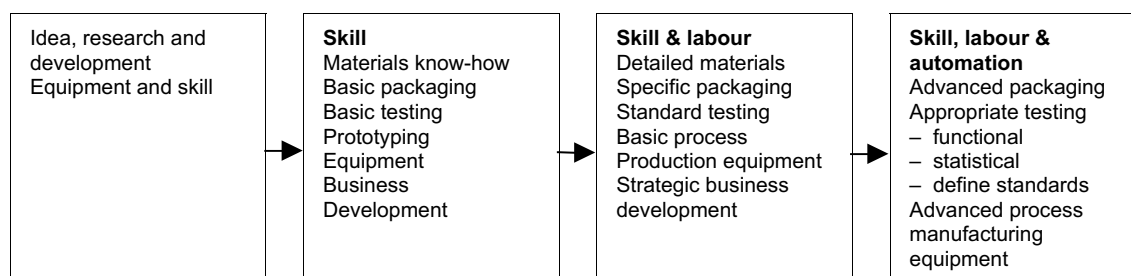 Idea, research and
development
Equipment and skill
Skill
Materials know-how
Basic packaging
Basic testing
Prototyping
Equipment
Business
Development
Skill & labour
Detailed materials
Specific packaging
Standard testing
Basic process
Production equipment
Strategic business
development
Skill, labour &
automation
Advanced packaging
Appropriate testing
– functional
– statistical
– define standards
Advanced process
manufacturing
equipment